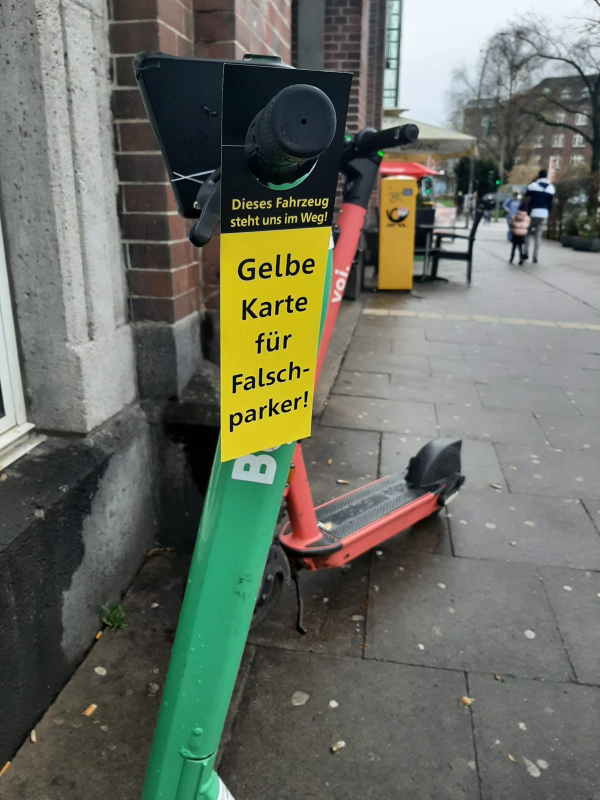 Dieses Fahrzeug
steht uns im Weg!
Gelbe
Karte
für
Falsch-
parker!
voi.
B